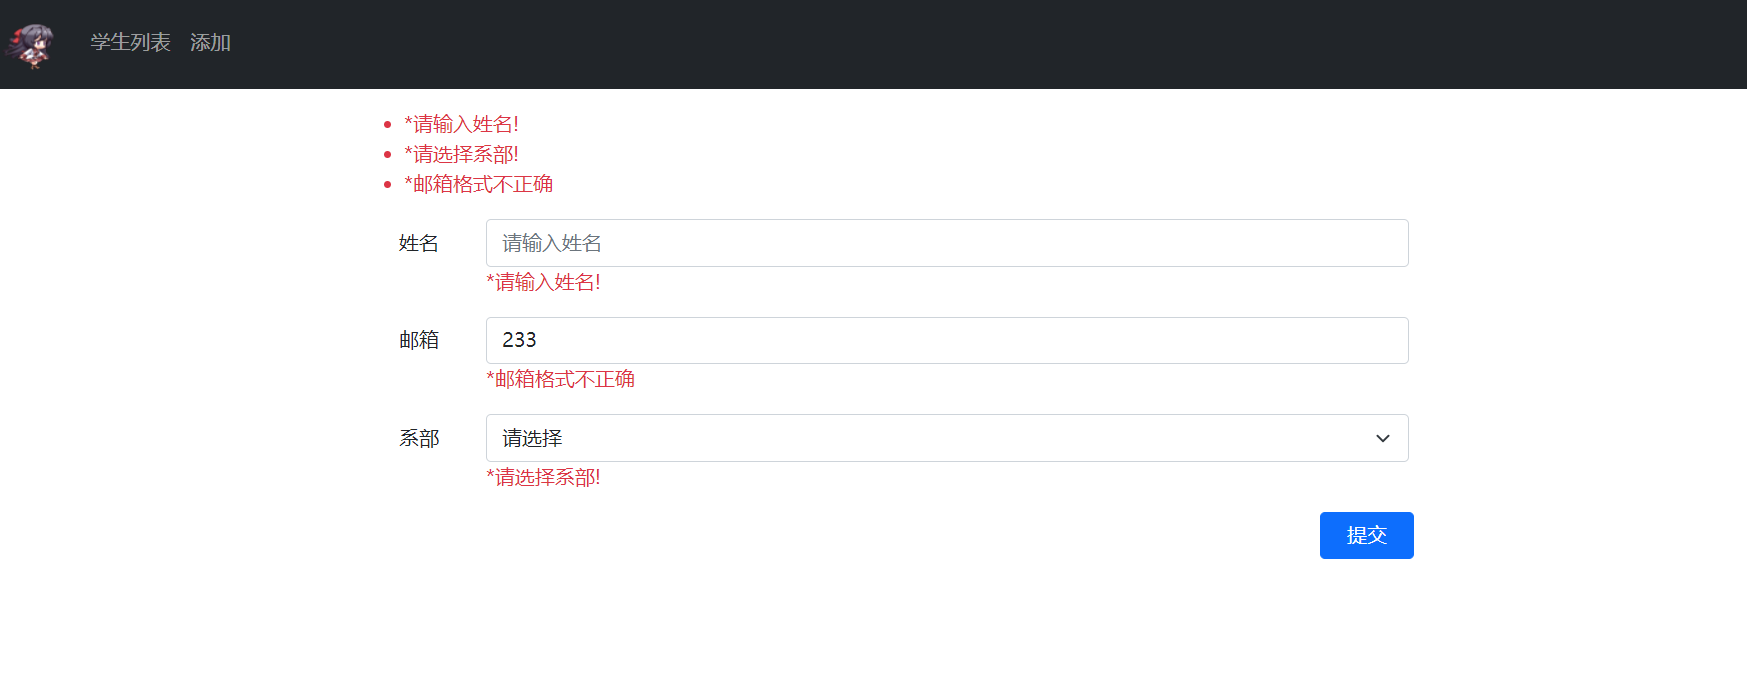 学生列表 添加
*请输入姓名!
*请选择系部!
*邮箱格式不正确
姓名 请输入姓名
*请输入姓名!
邮箱 233
*邮箱格式不正确
系部 请选择
*请选择系部!
提交